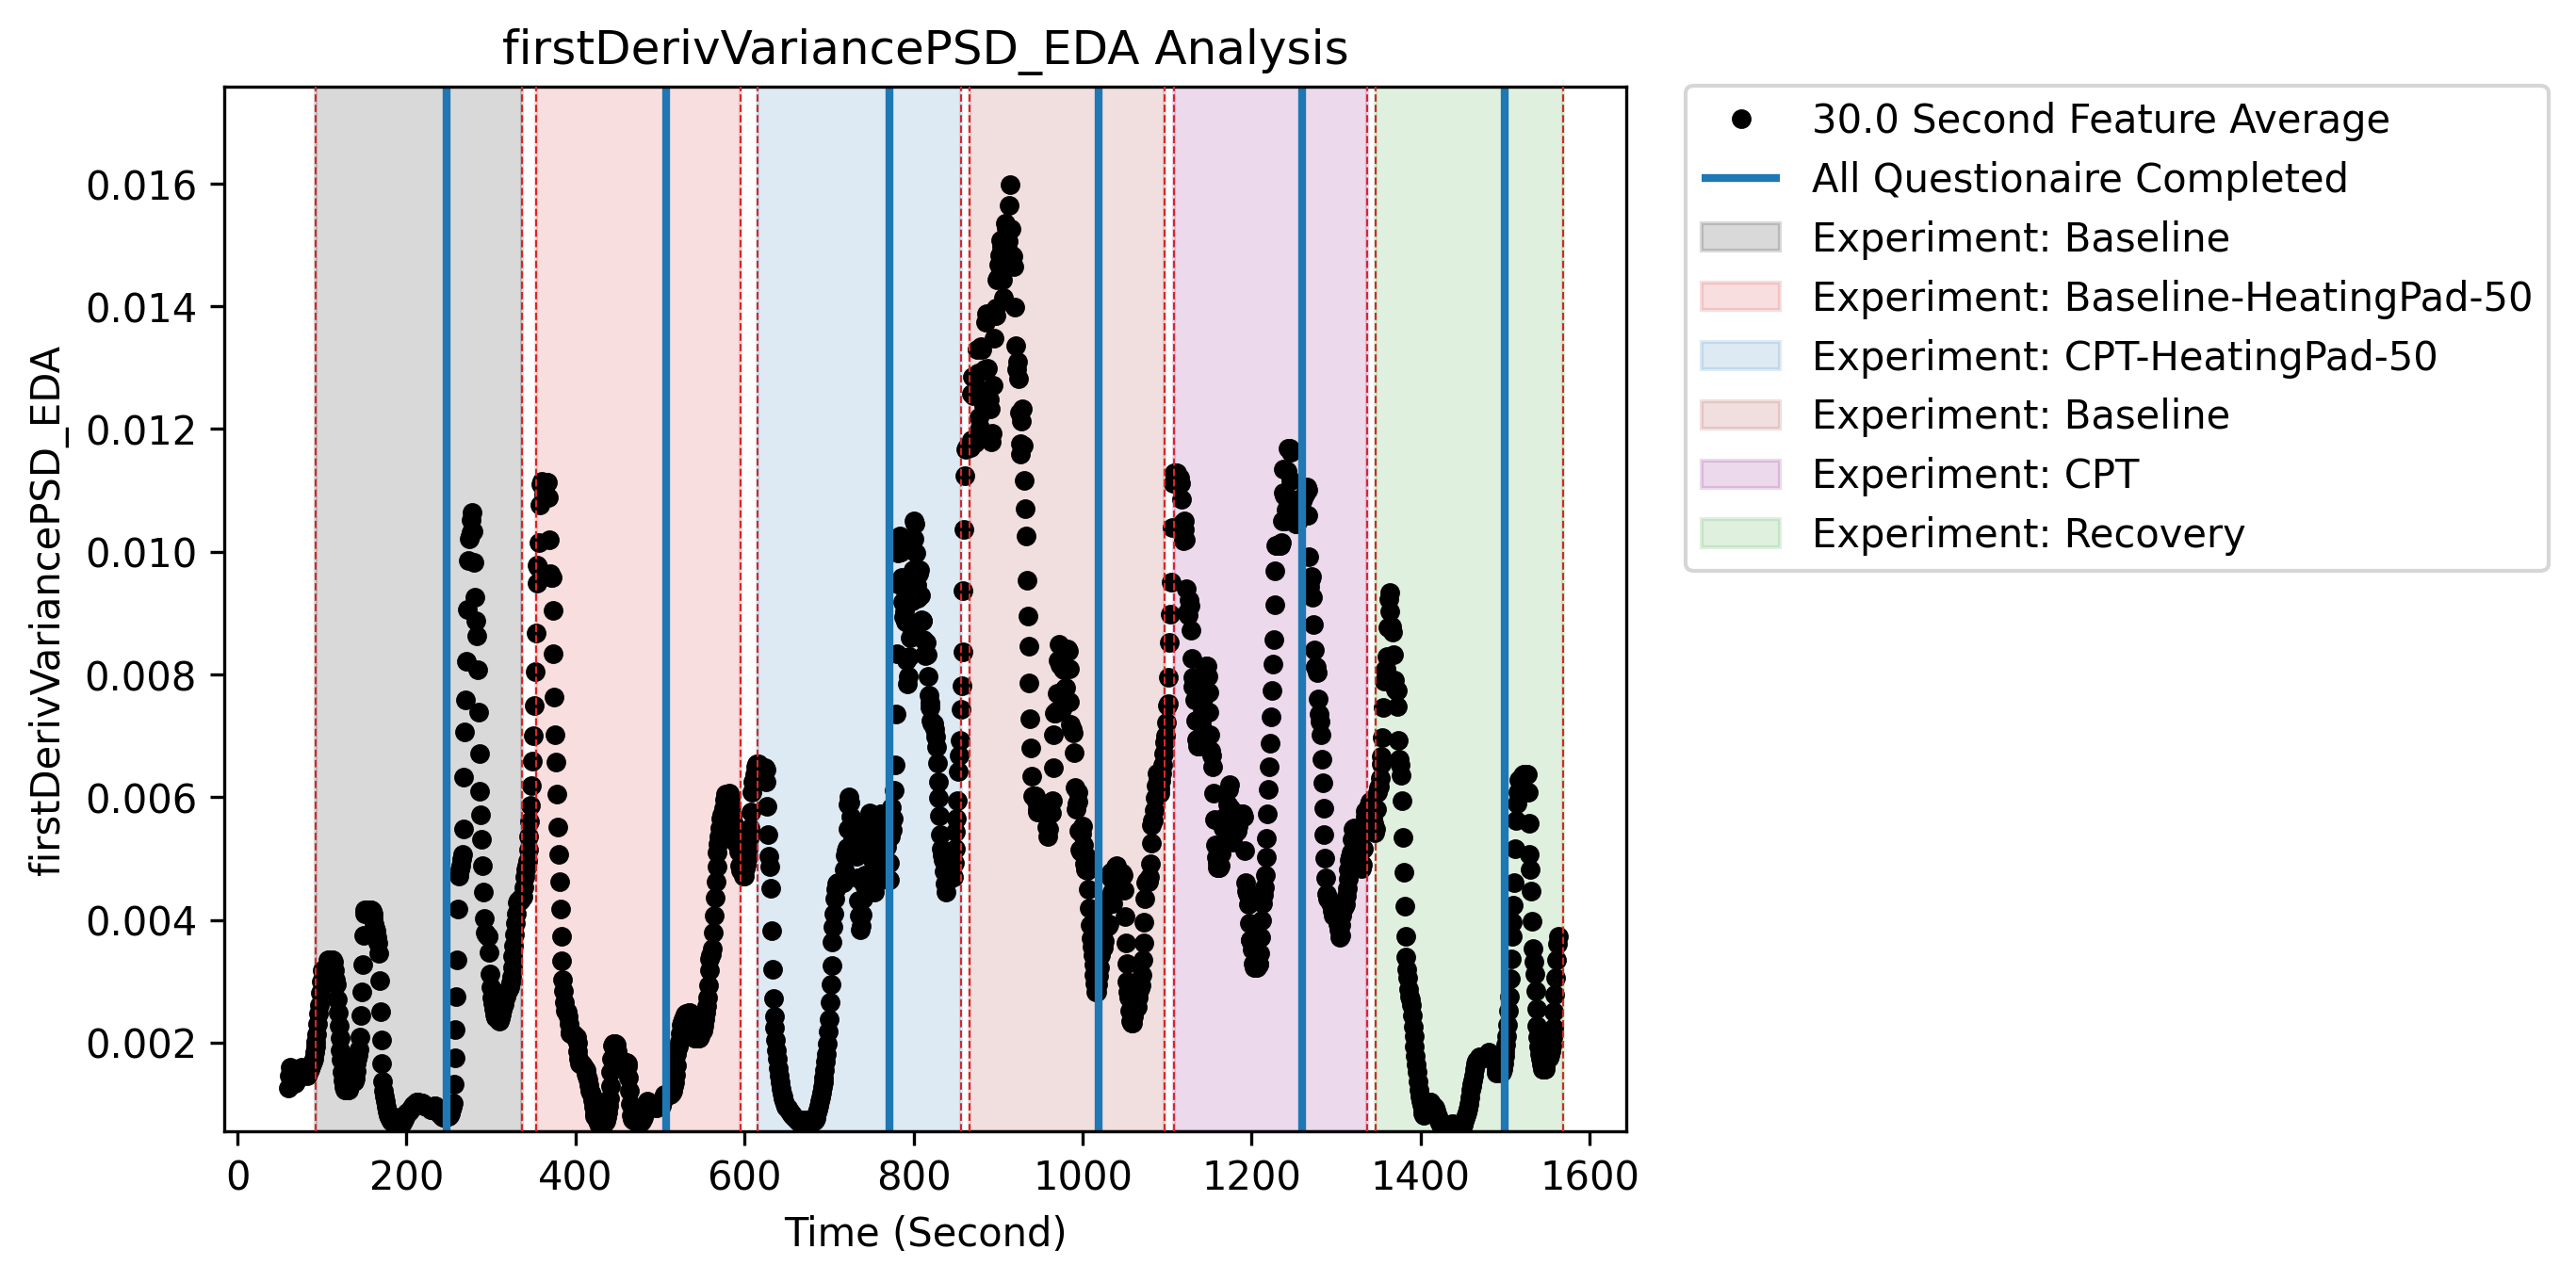 firstDerivVariancePSD_EDA Analysis
firstDerivVariancePSD_EDA
0.016
0.014
0.012
0.010
0.008
0.006
0.004
0.002
0 200 400 600 800 1000 1200 1400 1600
Time (Second)
30.0 Second Feature Average
All Questionaire Completed
Experiment: Baseline
Experiment: Baseline-HeatingPad-50
Experiment: CPT-HeatingPad-50
Experiment: Baseline
Experiment: CPT
Experiment: Recovery